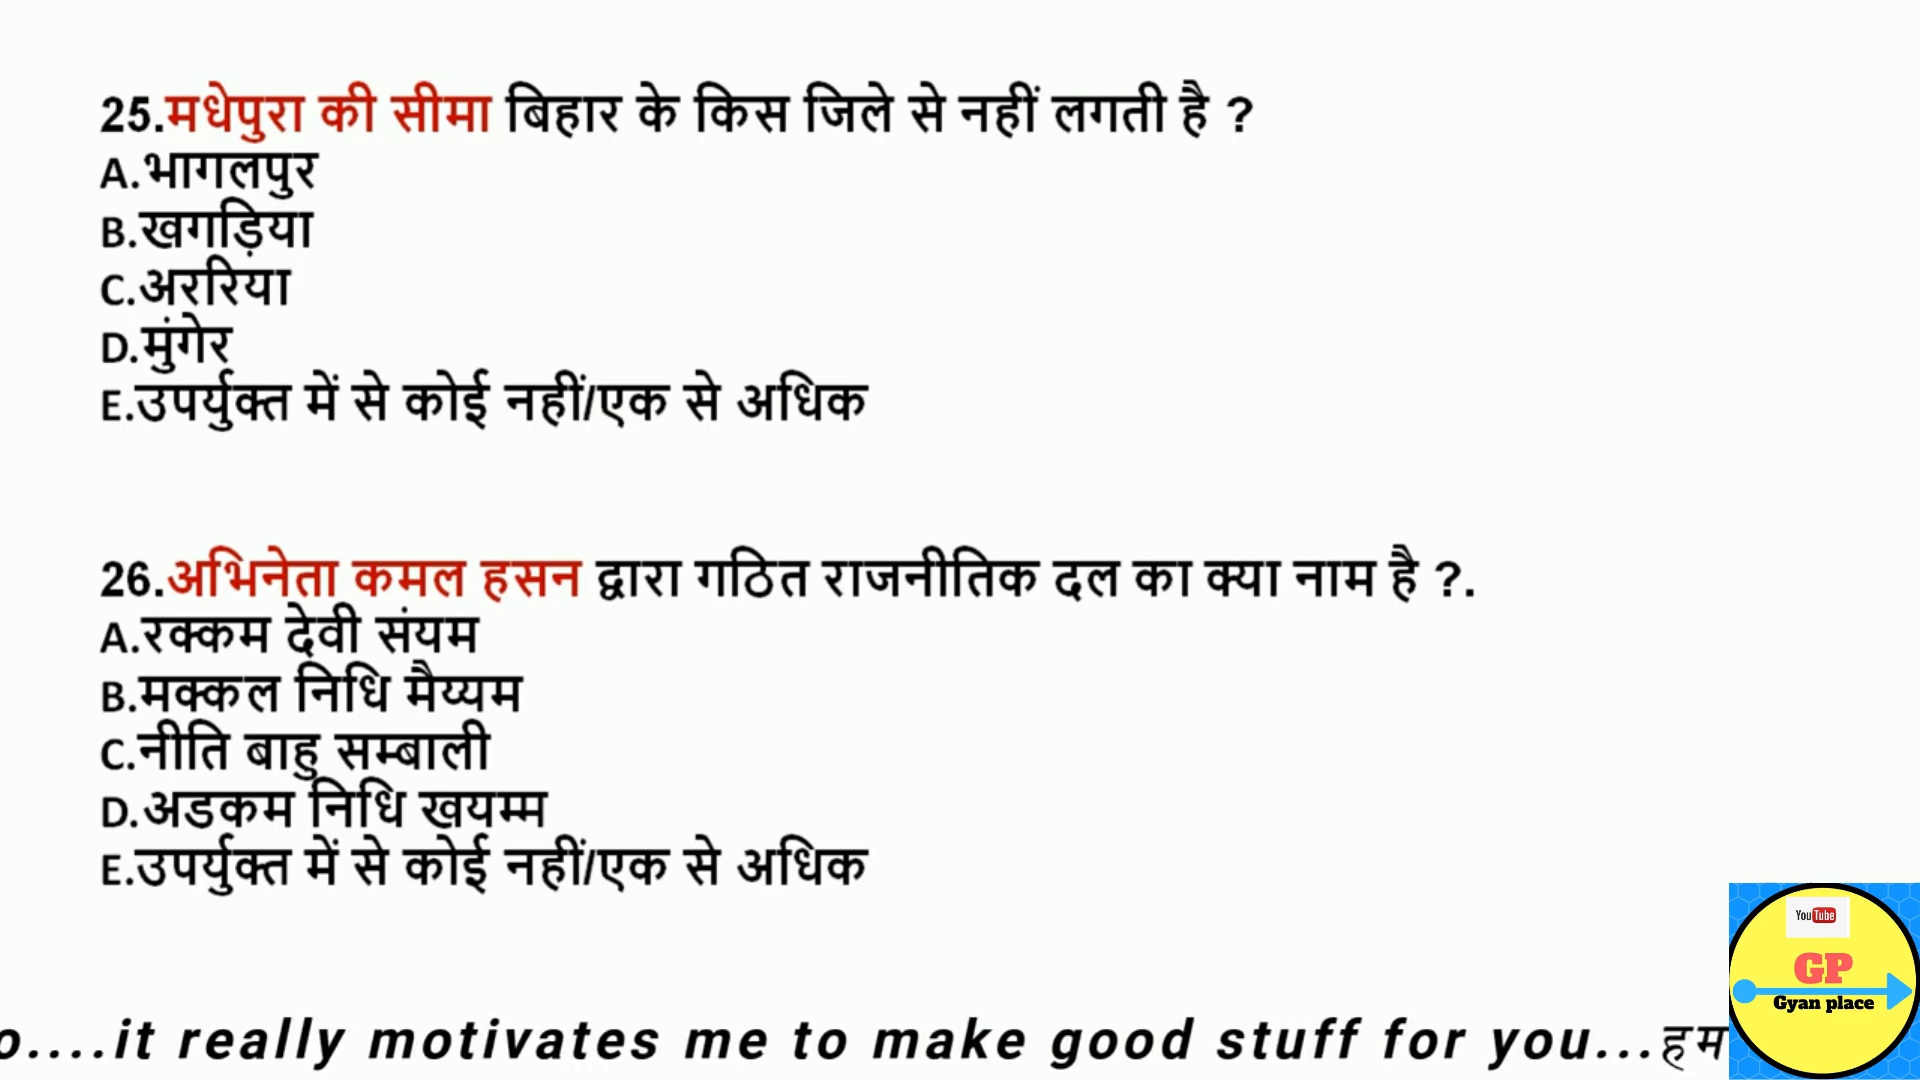 25.मधेपुरा की सीमा बिहार के किस जिले से नहीं लगती है ?
A.भागलपुर
B.खगड़िया
C.अररिया
D.मुंगेर
E.उपर्युक्त में से कोई नहीं/एक से अधिक
26.अभिनेता कमल हसन द्वारा गठित राजनीतिक दल का क्या नाम है ?.
A.रक्कम देवी संयम
B.मक्कल निधि मैय्यम
C.नीति बाहु सम्बाली
D.अडकम निधि खयम्म
E.उपर्युक्त में से कोई नहीं/एक से अधिक
YouTube
GP
Gyan place
o....it really motivates me to make good stuff for you...हम